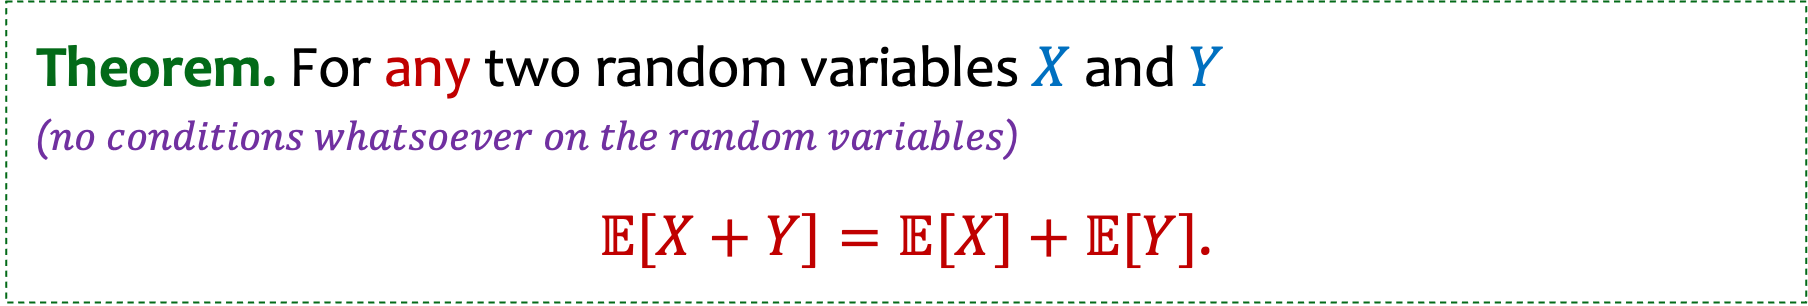 Theorem. For any two random variables X and Y
(no conditions whatsoever on the random variables)
𝔼[X + Y] = 𝔼[X] + 𝔼[Y].